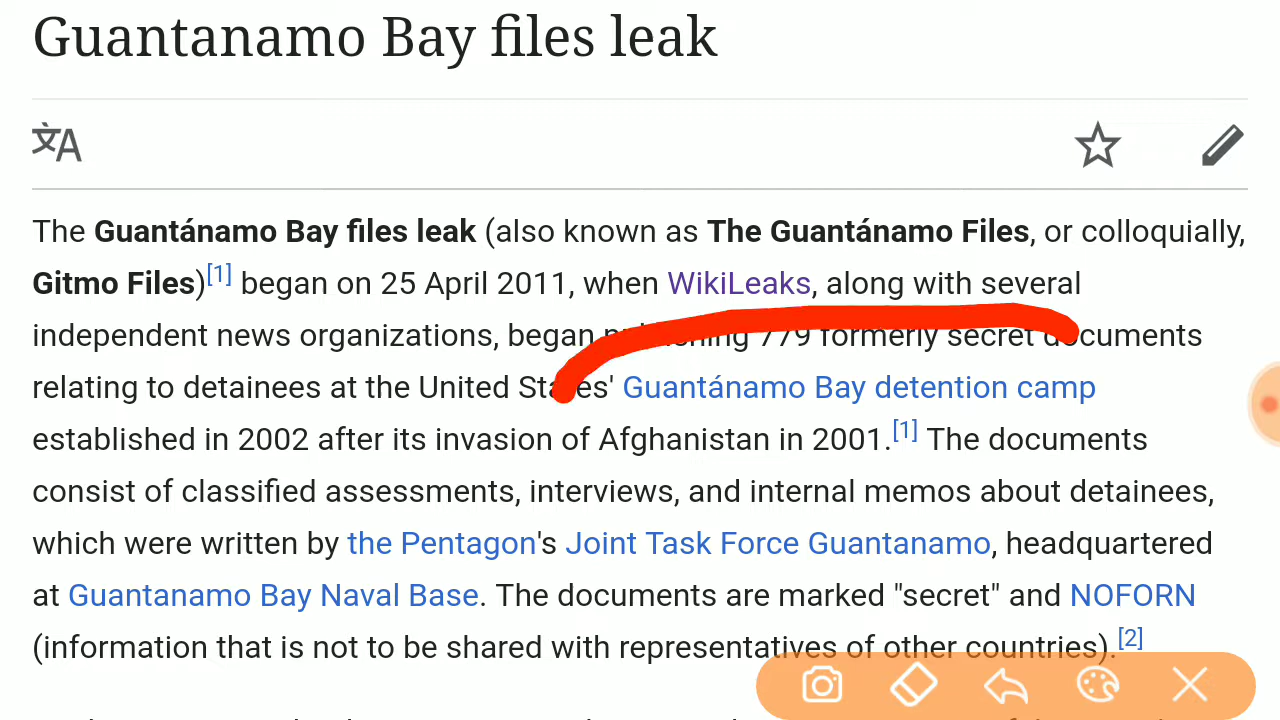 Guantanamo Bay files leak
文A
The Guantánamo Bay files leak (also known as The Guantánamo Files, or colloquially,
Gitmo Files)[1] began on 25 April 2011, when WikiLeaks, along with several
independent news organizations, began 779 formerly secret documents
relating to detainees at the United States' Guantánamo Bay detention camp
established in 2002 after its invasion of Afghanistan in 2001.[1] The documents
consist of classified assessments, interviews, and internal memos about detainees,
which were written by the Pentagon's Joint Task Force Guantanamo, headquartered
at Guantanamo Bay Naval Base. The documents are marked "secret" and NOFORN
(information that is not to be shared with representatives of other countries).[2]